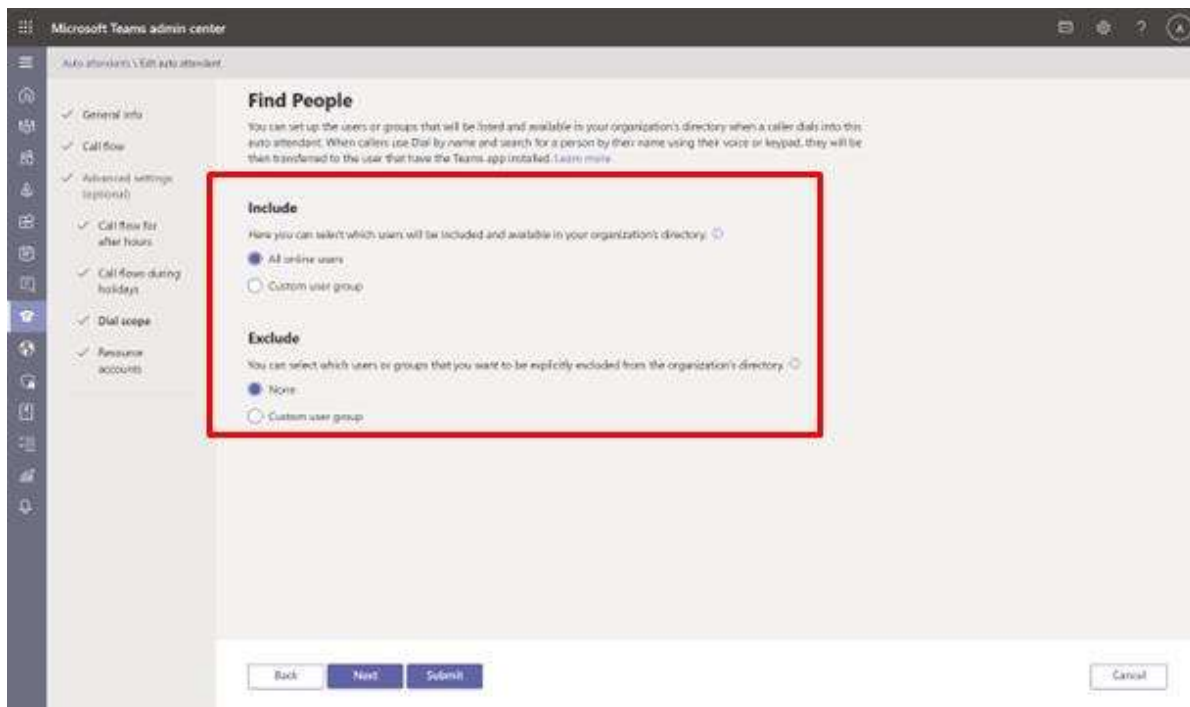 Microsoft Teams admin center
?
A
Auto attendants \ Edit auto attendant
General info
Call flow
Advanced settings
(optional)
Call flow for
after hours
Call flows during
holidays
Dial scope
Resource
accounts
Find People
You can set up the users or groups that will be listed and available in your organization's directory when a caller dials into this
auto attendant. When callers use Dial by name and search for a person by their name using their voice or keypad, they will be
then transferred to the user that have the Teams app installed. Learn more
Include
Here you can select which users will be included and available in your organization's directory.
All online users
Custom user group
Exclude
You can select which users or groups that you want to be explicitly excluded from the organization's directory.
None
Custom user group
Back
Next
Submit
Cancel